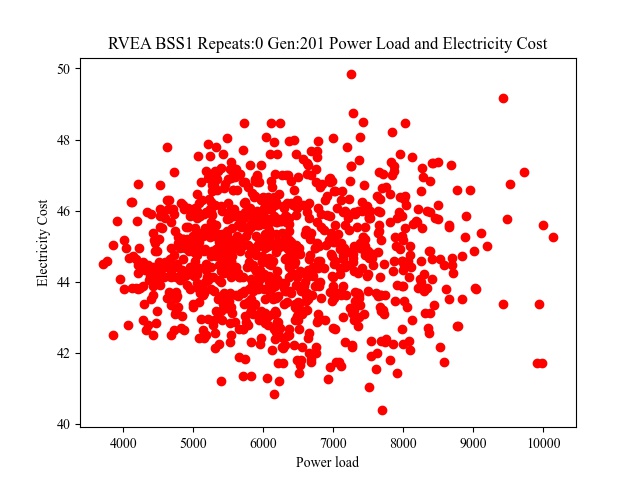 RVEA BSS1 Repeats:0 Gen:201 Power Load and Electricity Cost
50
48
46
44
42
40
Electricity Cost
4000 5000 6000 7000 8000 9000 10000
Power load